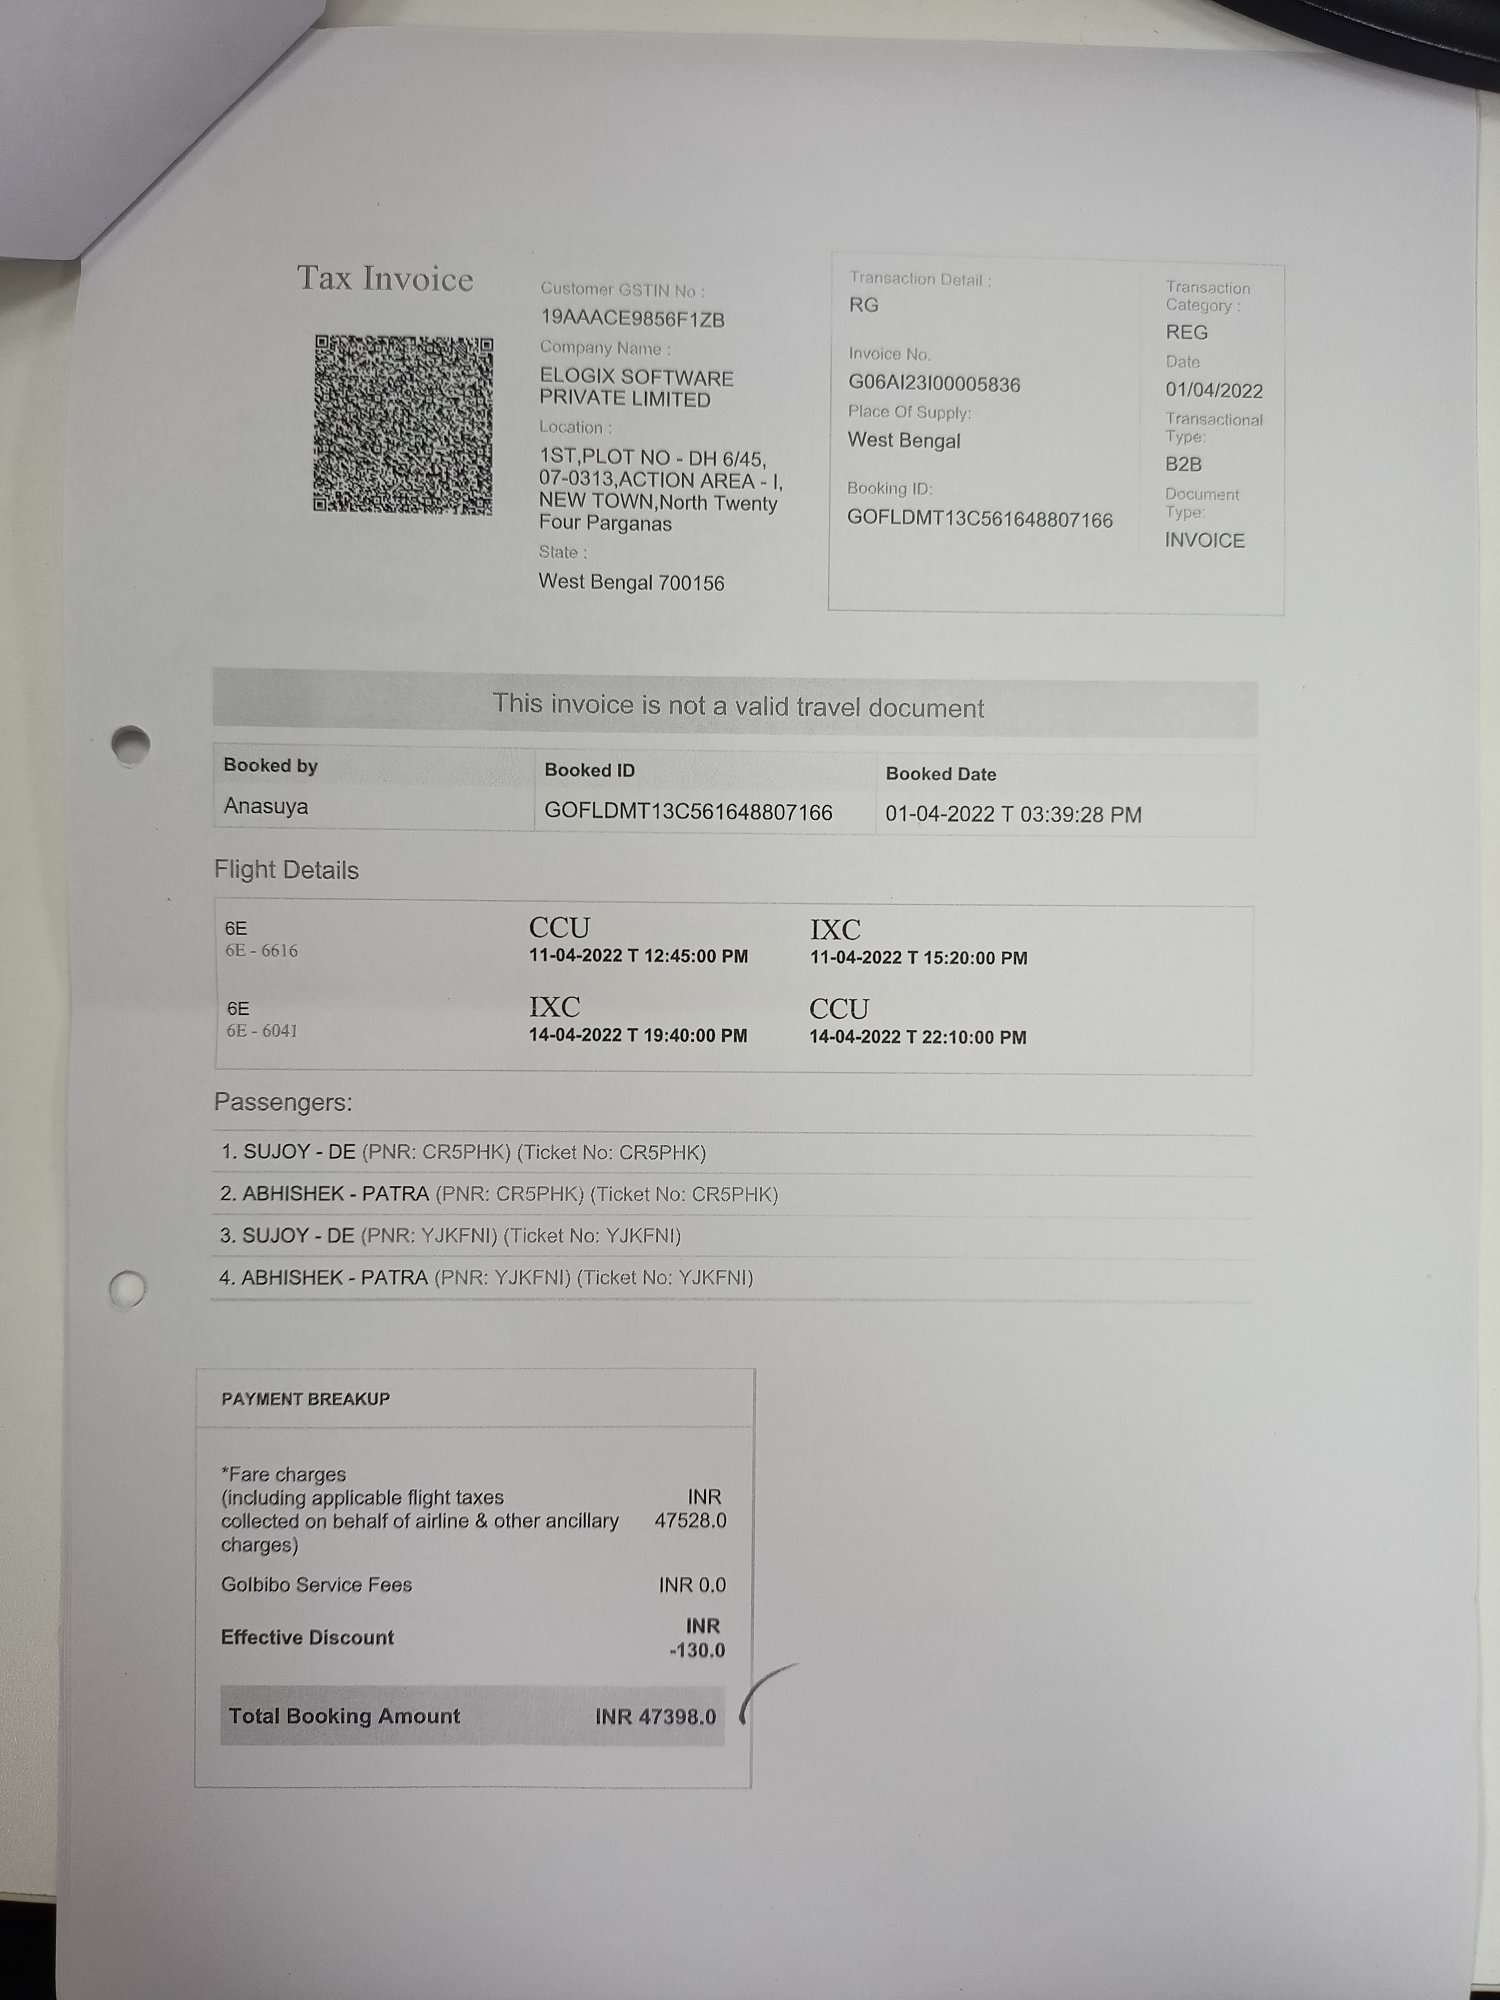 Tax Invoice
Customer GSTIN No :
19AAACE9856F1ZB
Company Name :
ELOGIX SOFTWARE
PRIVATE LIMITED
Location :
1ST,PLOT NO - DH 6/45,
07-0313,ACTION AREA - I,
NEW TOWN,North Twenty
Four Parganas
State :
West Bengal 700156
Transaction Detail :
RG
Invoice No.
G06AI23I00005836
Place Of Supply:
West Bengal
Booking ID:
GOFLDMT13C561648807166
Transaction
Category :
REG
Date
01/04/2022
Transactional
Type:
B2B
Document
Type:
INVOICE
This invoice is not a valid travel document
Booked by Booked ID Booked Date
Anasuya GOFLDMT13C561648807166 01-04-2022 T 03:39:28 PM
Flight Details
6E CCU IXC
6E - 6616 11-04-2022 T 12:45:00 PM 11-04-2022 T 15:20:00 PM
6E IXC CCU
6E - 6041 14-04-2022 T 19:40:00 PM 14-04-2022 T 22:10:00 PM
Passengers:
1. SUJOY - DE (PNR: CR5PHK) (Ticket No: CR5PHK)
2. ABHISHEK - PATRA (PNR: CR5PHK) (Ticket No: CR5PHK)
3. SUJOY - DE (PNR: YJKFNI) (Ticket No: YJKFNI)
4. ABHISHEK - PATRA (PNR: YJKFNI) (Ticket No: YJKFNI)
PAYMENT BREAKUP
*Fare charges
(including applicable flight taxes INR
collected on behalf of airline & other ancillary 47528.0
charges)
GoIbibo Service Fees INR 0.0
Effective Discount INR
-130.0
Total Booking Amount INR 47398.0